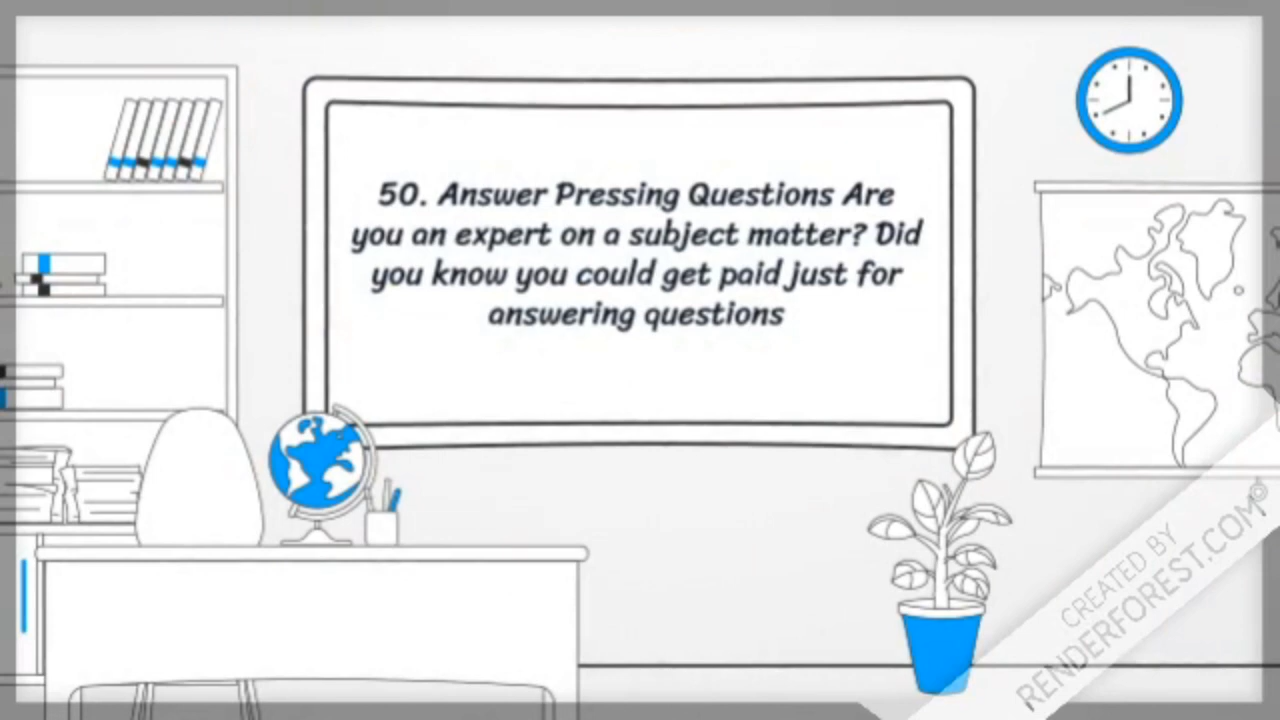 50. Answer Pressing Questions Are
you an expert on a subject matter? Did
you know you could get paid just for
answering questions
CREATED BY
RENDERFOREST.COM